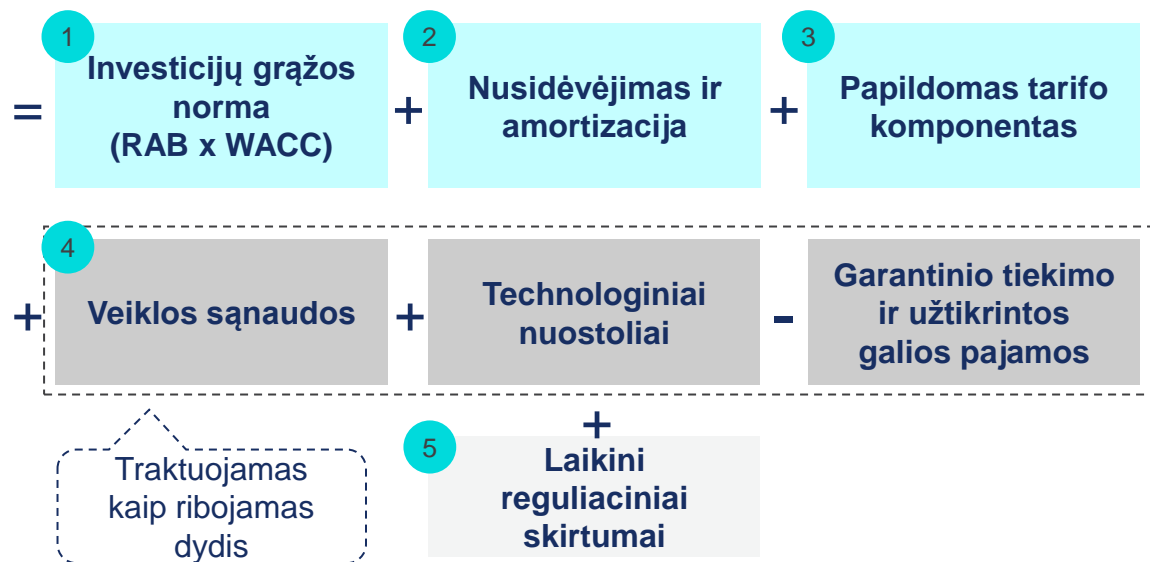 1
Investicijų grąžos
norma
(RAB x WACC)
2
Nusidėvėjimas ir
amortizacija
3
Papildomas tarifo
komponentas
=
+
+
4
Veiklos sąnaudos
Technologiniai
nuostoliai
Garantinio tiekimo
ir užtikrintos
galios pajamos
+
+
-
Traktuojamas
kaip ribojamas
dydis
+
5
Laikini
reguliaciniai
skirtumai